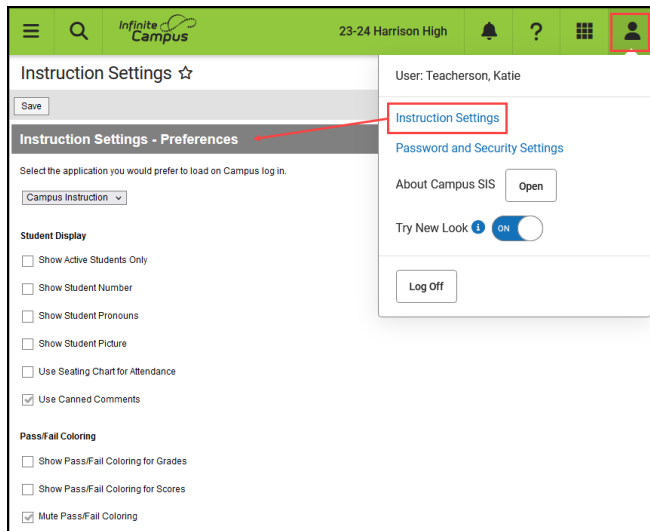 Infinite Campus
23-24 Harrison High
?
Instruction Settings
Save
Instruction Settings - Preferences
Select the application you would prefer to load on Campus log in.
Campus Instruction
Student Display
Show Active Students Only
Show Student Number
Show Student Pronouns
Show Student Picture
Use Seating Chart for Attendance
Use Canned Comments
Pass/Fail Coloring
Show Pass/Fail Coloring for Grades
Show Pass/Fail Coloring for Scores
Mute Pass/Fail Coloring
User: Teacherson, Katie
Instruction Settings
Password and Security Settings
About Campus SIS Open
Try New Look i ON
Log Off